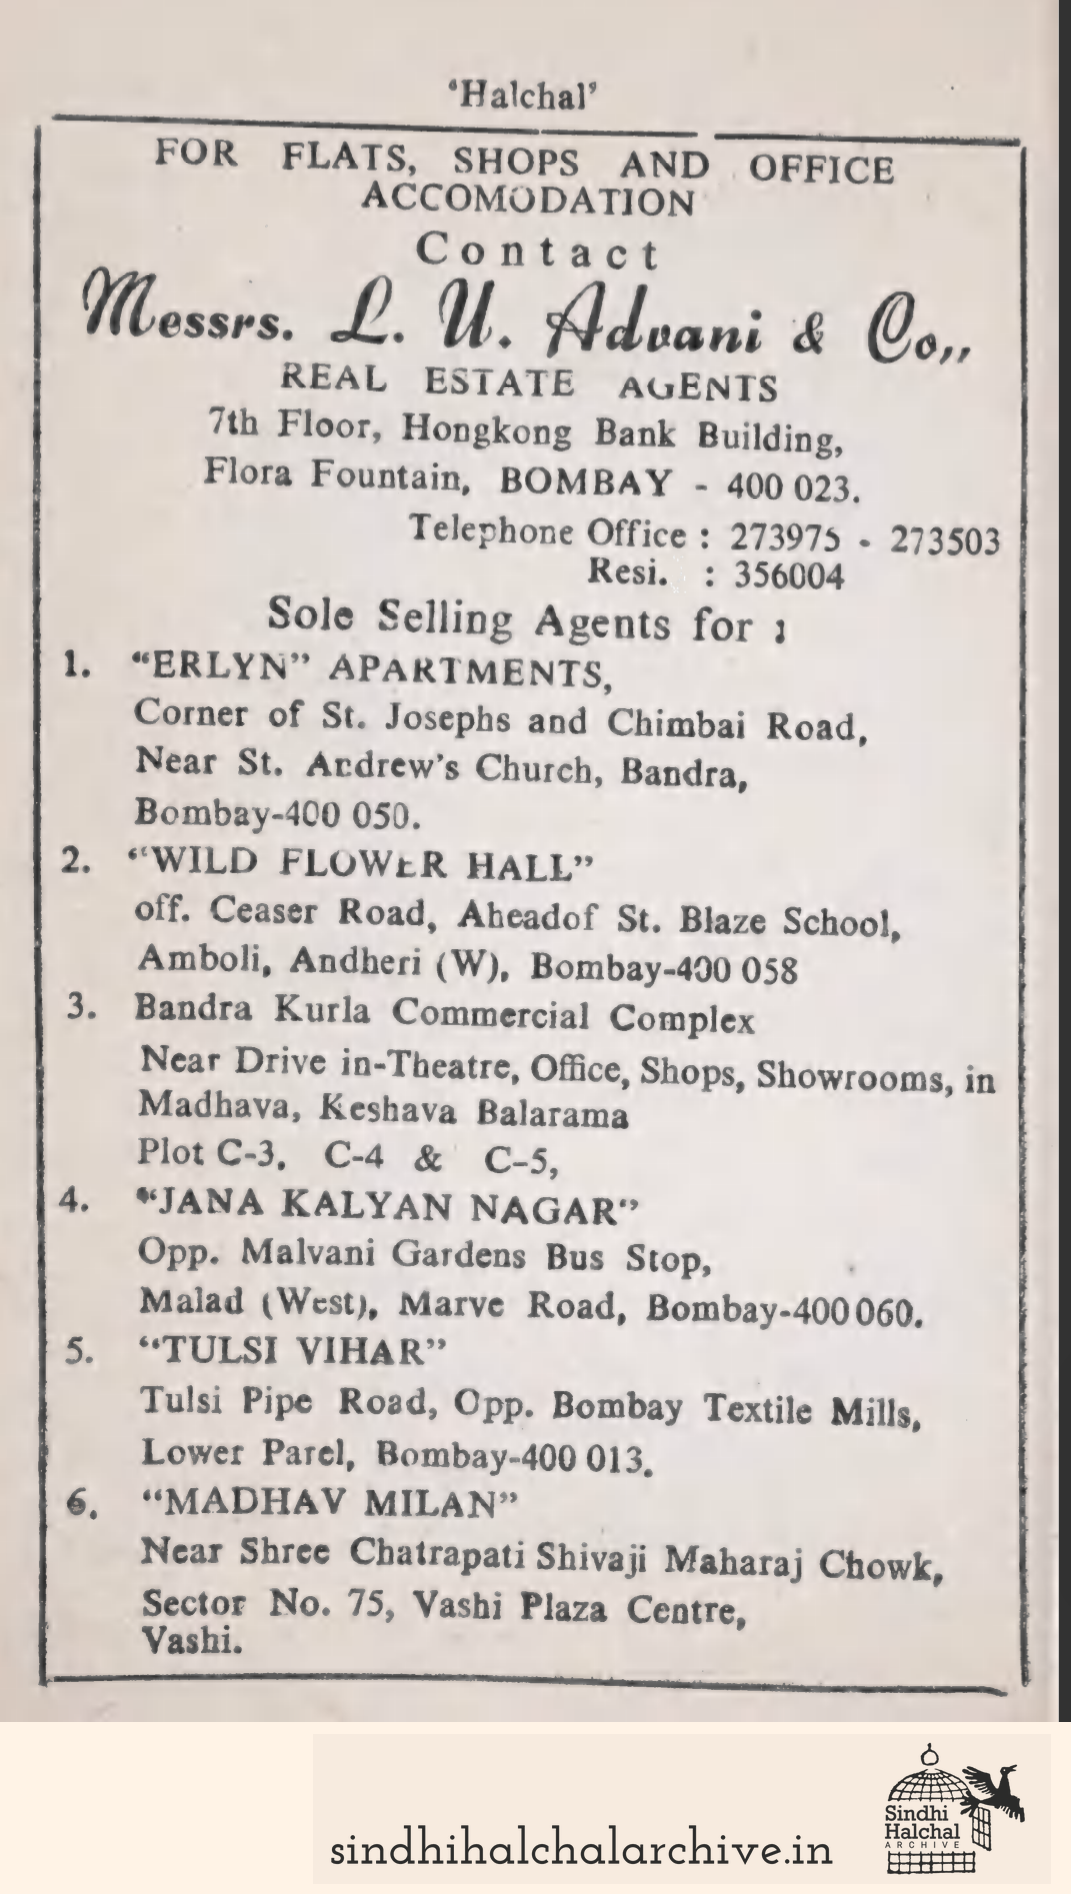 ‘Halchal’
FOR FLATS, SHOPS AND OFFICE
ACCOMODATION
Contact
Messrs. L. U. Advani & Co,,
REAL ESTATE AGENTS
7th Floor, Hongkong Bank Building,
Flora Fountain, BOMBAY - 400 023.
Telephone Office : 273975 - 273503
Resi. : 356004
Sole Selling Agents for :
1. “ERLYN” APARTMENTS,
Corner of St. Josephs and Chimbai Road,
Near St. Andrew's Church, Bandra,
Bombay-400 050.
2. “WILD FLOWER HALL”
off. Ceaser Road, Aheadof St. Blaze School,
Amboli, Andheri (W), Bombay-400 058
3. Bandra Kurla Commercial Complex
Near Drive in-Theatre, Office, Shops, Showrooms, in
Madhava, Keshava Balarama
Plot C-3. C-4 & C-5,
4. “JANA KALYAN NAGAR”
Opp. Malvani Gardens Bus Stop,
Malad (West), Marve Road, Bombay-400 060.
5. “TULSI VIHAR”
Tulsi Pipe Road, Opp. Bombay Textile Mills,
Lower Parel, Bombay-400 013.
6. “MADHAV MILAN”
Near Shree Chatrapati Shivaji Maharaj Chowk,
Sector No. 75, Vashi Plaza Centre,
Vashi.
sindhihalchalarchive.in
Sindhi
Halchal
ARCHIVE